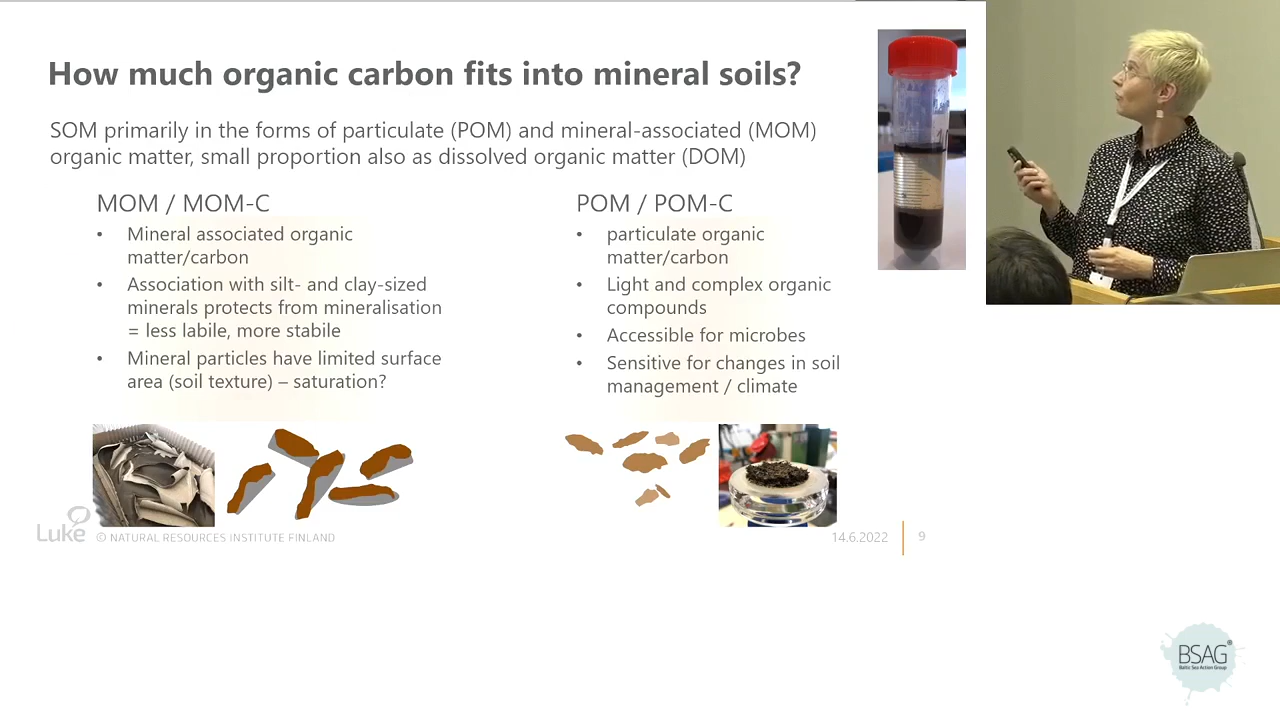 How much organic carbon fits into mineral soils?
SOM primarily in the forms of particulate (POM) and mineral-associated (MOM)
organic matter, small proportion also as dissolved organic matter (DOM)
MOM / MOM-C
• Mineral associated organic
matter/carbon
• Association with silt- and clay-sized
minerals protects from mineralisation
= less labile, more stabile
• Mineral particles have limited surface
area (soil texture) – saturation?
POM / POM-C
• particulate organic
matter/carbon
• Light and complex organic
compounds
• Accessible for microbes
• Sensitive for changes in soil
management / climate
Luke © NATURAL RESOURCES INSTITUTE FINLAND
14.6.2022 9
BSAG®
Baltic Sea Action Group